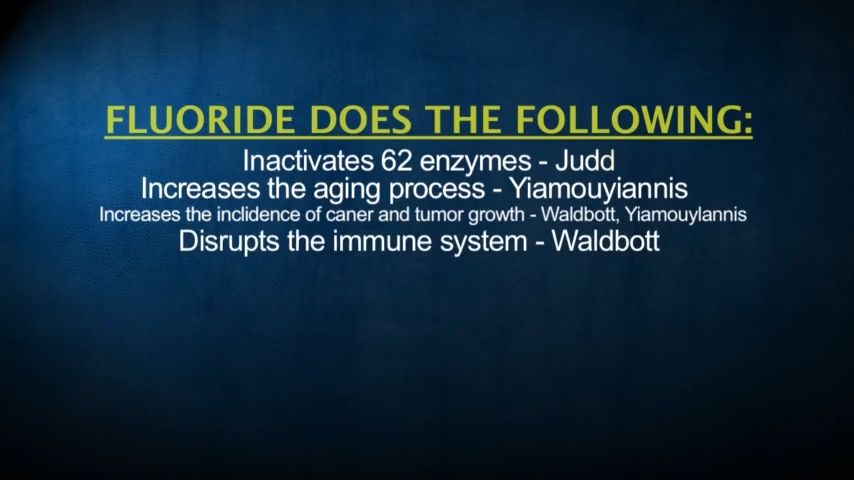 FLUORIDE DOES THE FOLLOWING:
Inactivates 62 enzymes - Judd
Increases the aging process - Yiamouyiannis
Increases the inclidence of caner and tumor growth - Waldbott, Yiamouylannis
Disrupts the immune system - Waldbott